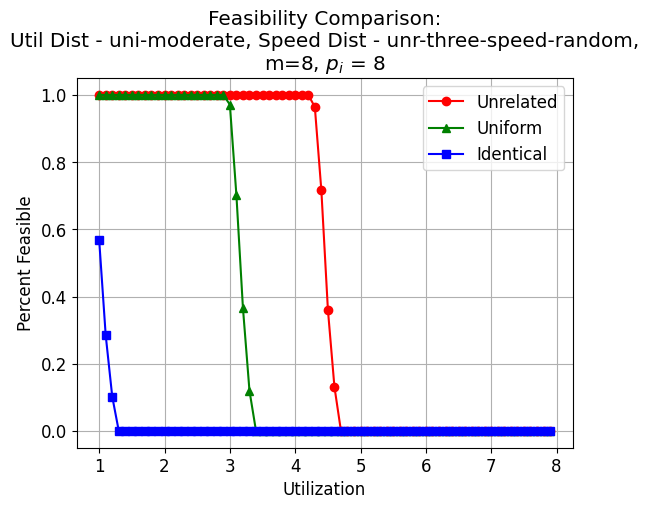 Feasibility Comparison:
Util Dist - uni-moderate, Speed Dist - unr-three-speed-random,
m=8, $p_i$ = 8
Unrelated
Uniform
Identical
Percent Feasible
1.0
0.8
0.6
0.4
0.2
0.0
1 2 3 4 5 6 7 8
Utilization